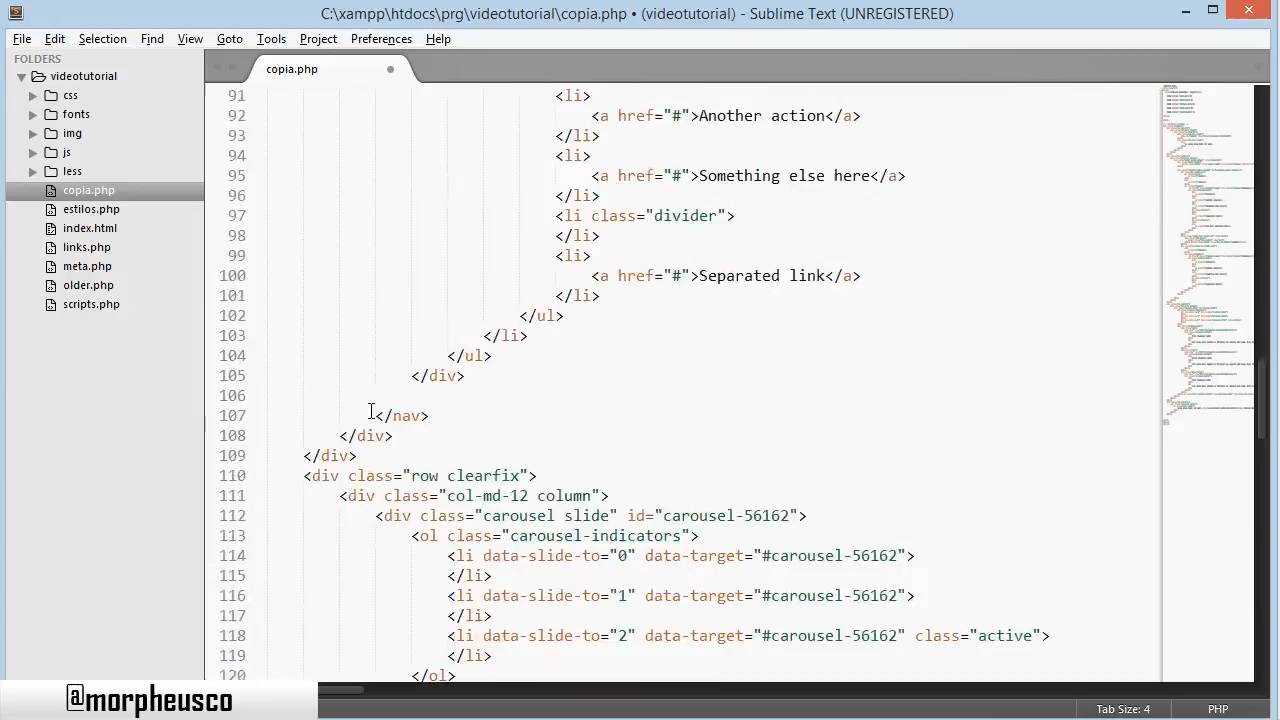 C:\xampp\htdocs\prg\videotutorial\copia.php • (videotutorial) - Sublime Text (UNREGISTERED)
File Edit Selection Find View Goto Tools Project Preferences Help
FOLDERS
videotutorial
css
fonts
img
js
less
copia.php
estilos.php
index.html
links.php
maria.php
older.php
scripts.php
copia.php
91 <li>
92 <a href="#">Another action</a>
93 </li>
94 <li>
95 <a href="#">Something else here</a>
96 </li>
97 <li class="divider">
98 </li>
99 <li>
100 <a href="#">Separated link</a>
101 </li>
102 </ul>
103 </li>
104 </ul>
105 </div>
106
107 </nav>
108 </div>
109 </div>
110 <div class="row clearfix">
111 <div class="col-md-12 column">
112 <div class="carousel slide" id="carousel-56162">
113 <ol class="carousel-indicators">
114 <li data-slide-to="0" data-target="#carousel-56162">
115 </li>
116 <li data-slide-to="1" data-target="#carousel-56162">
117 </li>
118 <li data-slide-to="2" data-target="#carousel-56162" class="active">
119 </li>
120 </ol>
@morpheusco
Tab Size: 4 PHP